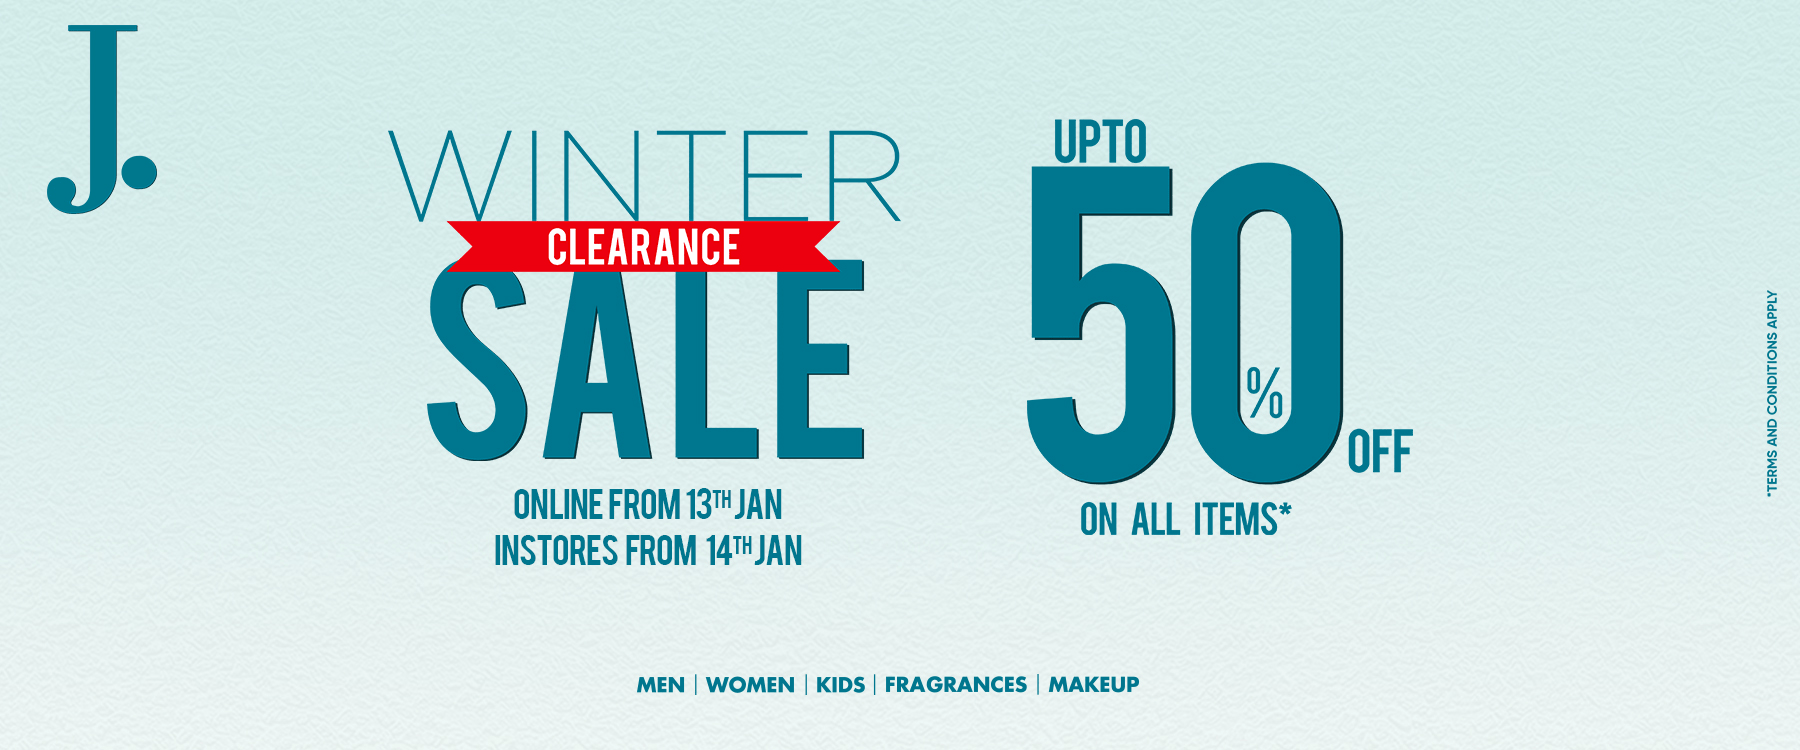 J.
WINTER
CLEARANCE
SALE
ONLINE FROM 13TH JAN
INSTORES FROM 14TH JAN
UPTO
50%
OFF
ON ALL ITEMS*
*TERMS AND CONDITIONS APPLY
MEN | WOMEN | KIDS | FRAGRANCES | MAKEUP